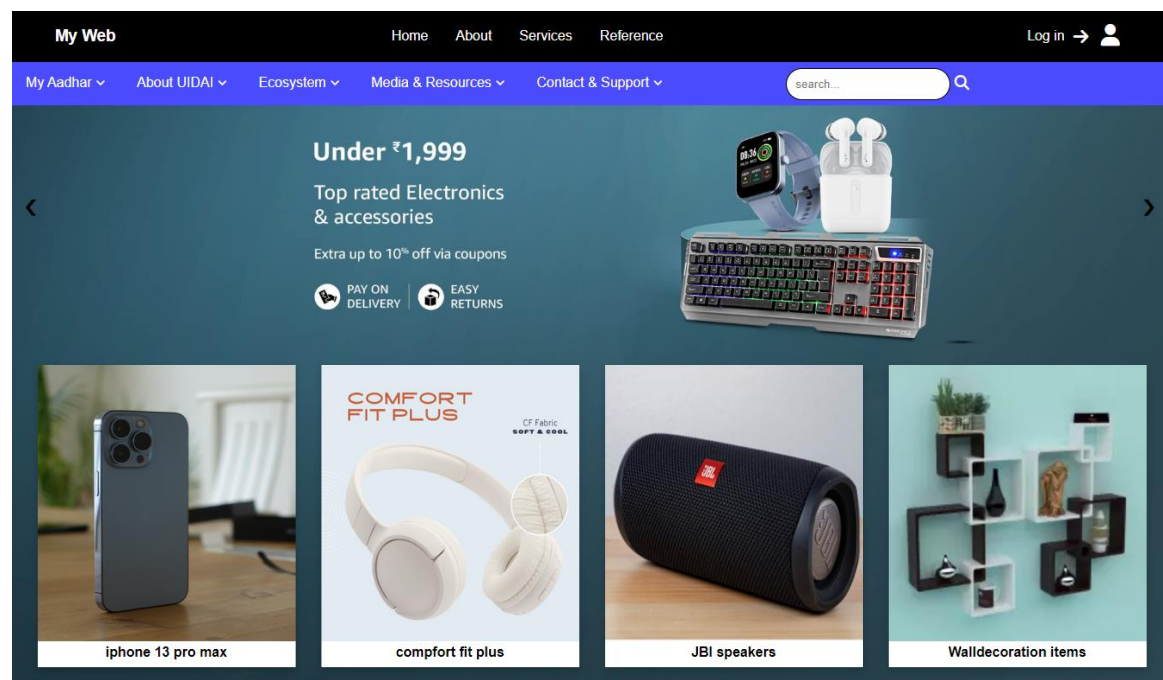 My Web Home About Services Reference Log in
My Aadhar About UIDAI Ecosystem Media & Resources Contact & Support search...
Under ₹1,999
Top rated Electronics
& accessories
Extra up to 10% off via coupons
PAY ON
DELIVERY
EASY
RETURNS
08:36
COMFORT
FIT PLUS
CF Fabric
SOFT & COOL
JBL
iphone 13 pro max
compfort fit plus
JBl speakers
Walldecoration items